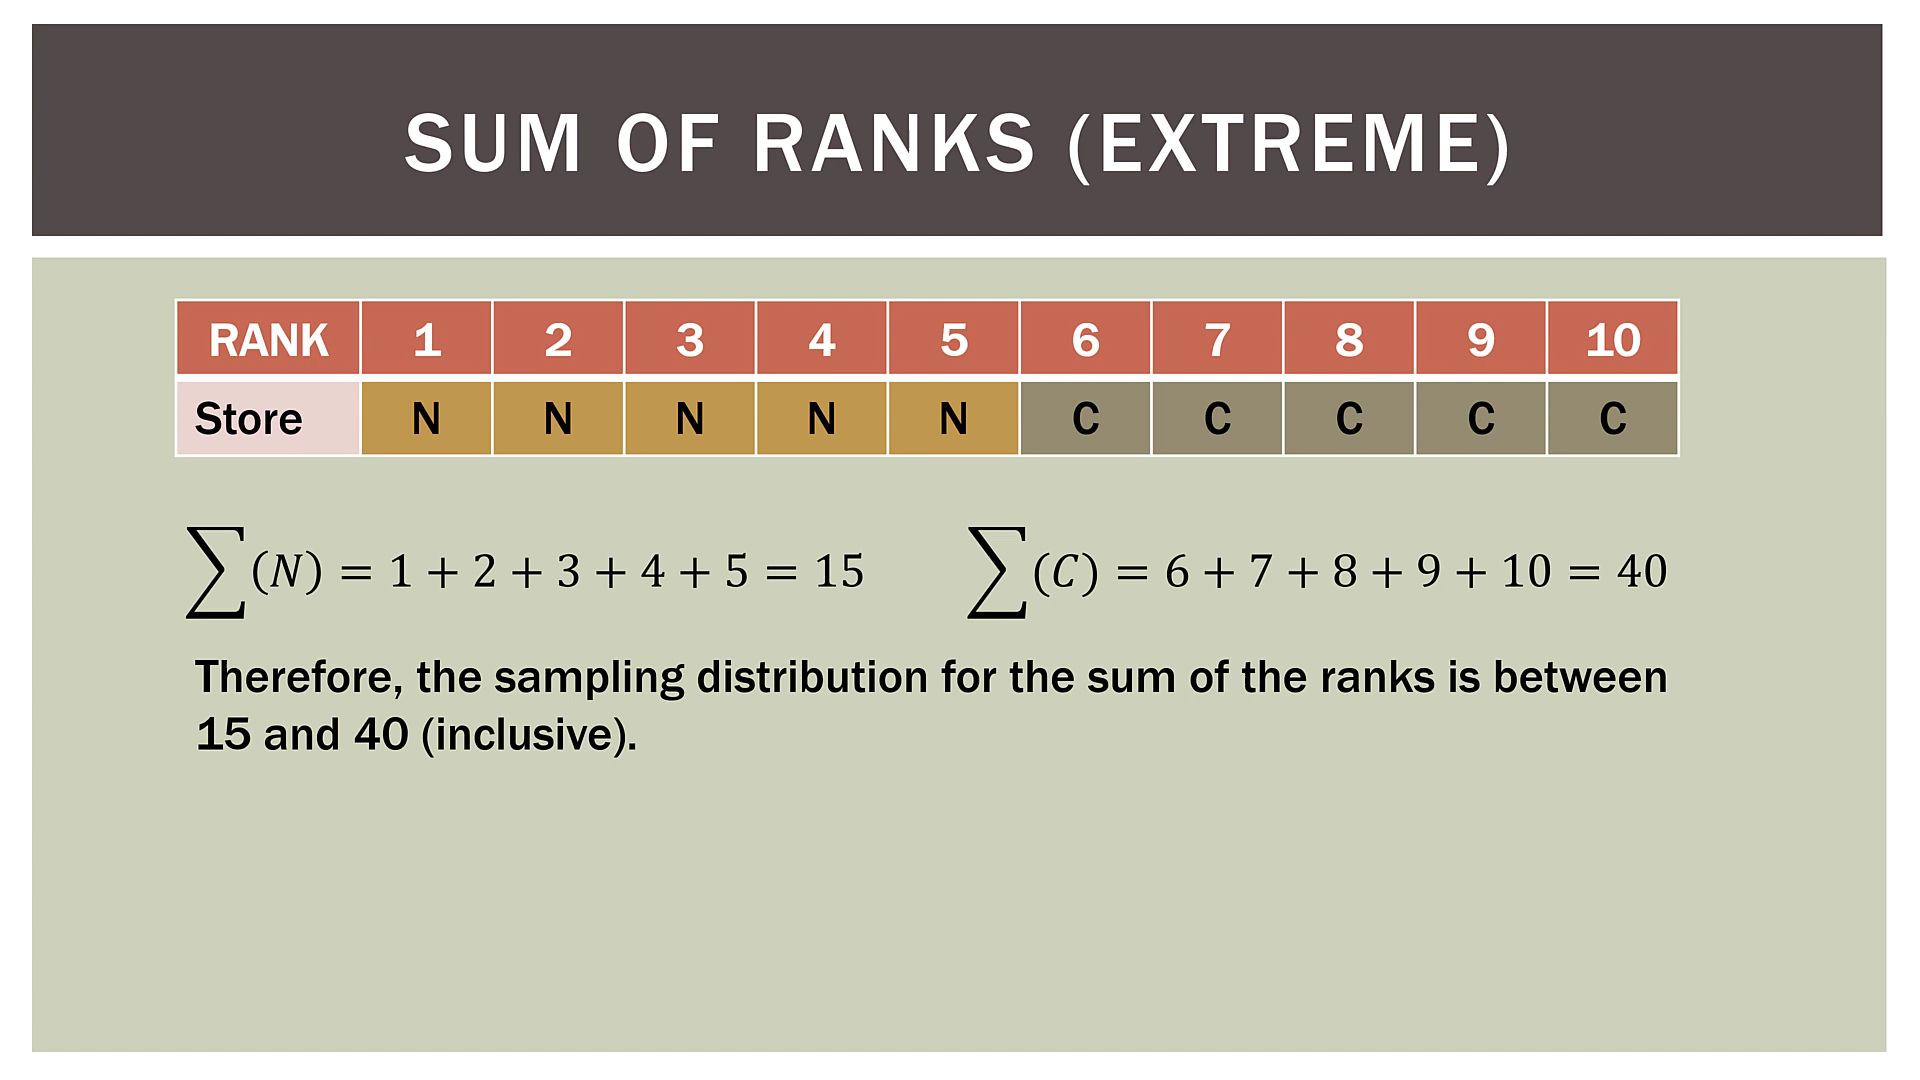 SUM OF RANKS (EXTREME)
RANK 1 2 3 4 5 6 7 8 9 10
Store N N N N N C C C C C
∑(N) = 1 + 2 + 3 + 4 + 5 = 15 ∑(C) = 6 + 7 + 8 + 9 + 10 = 40
Therefore, the sampling distribution for the sum of the ranks is between
15 and 40 (inclusive).